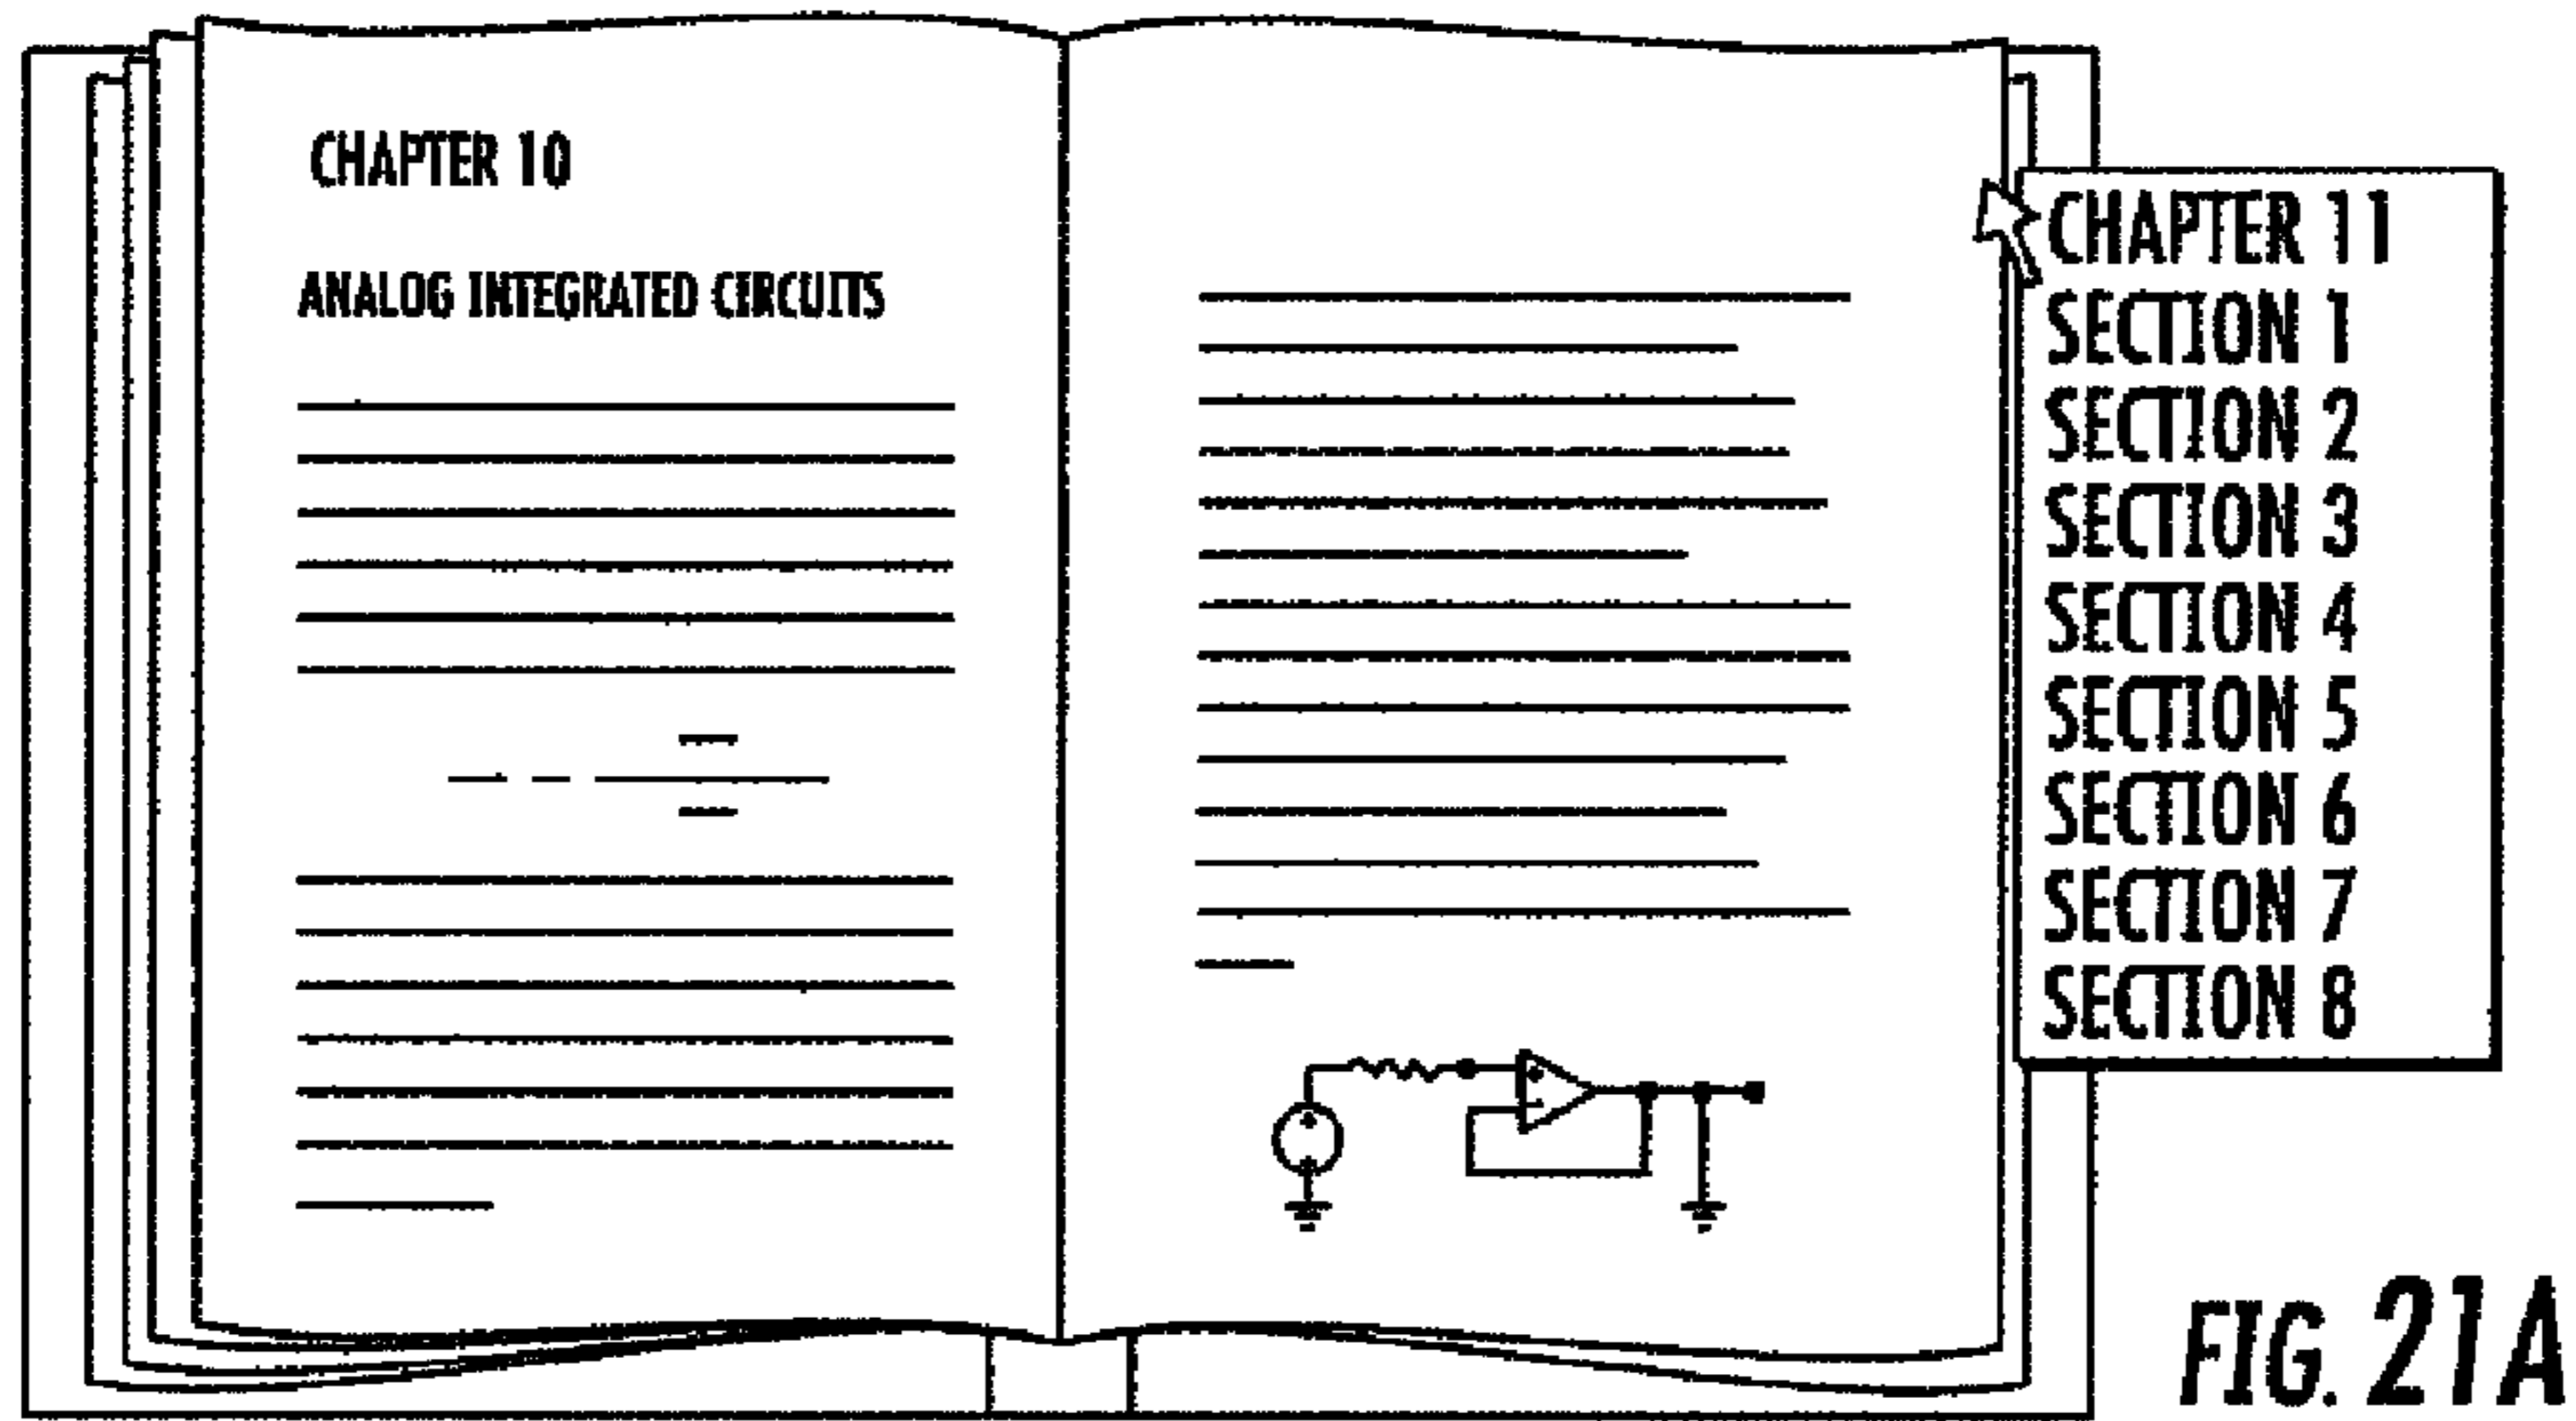 CHAPTER 10
ANALOG INTEGRATED CIRCUITS
CHAPTER 11
SECTION 1
SECTION 2
SECTION 3
SECTION 4
SECTION 5
SECTION 6
SECTION 7
SECTION 8
FIG. 21A